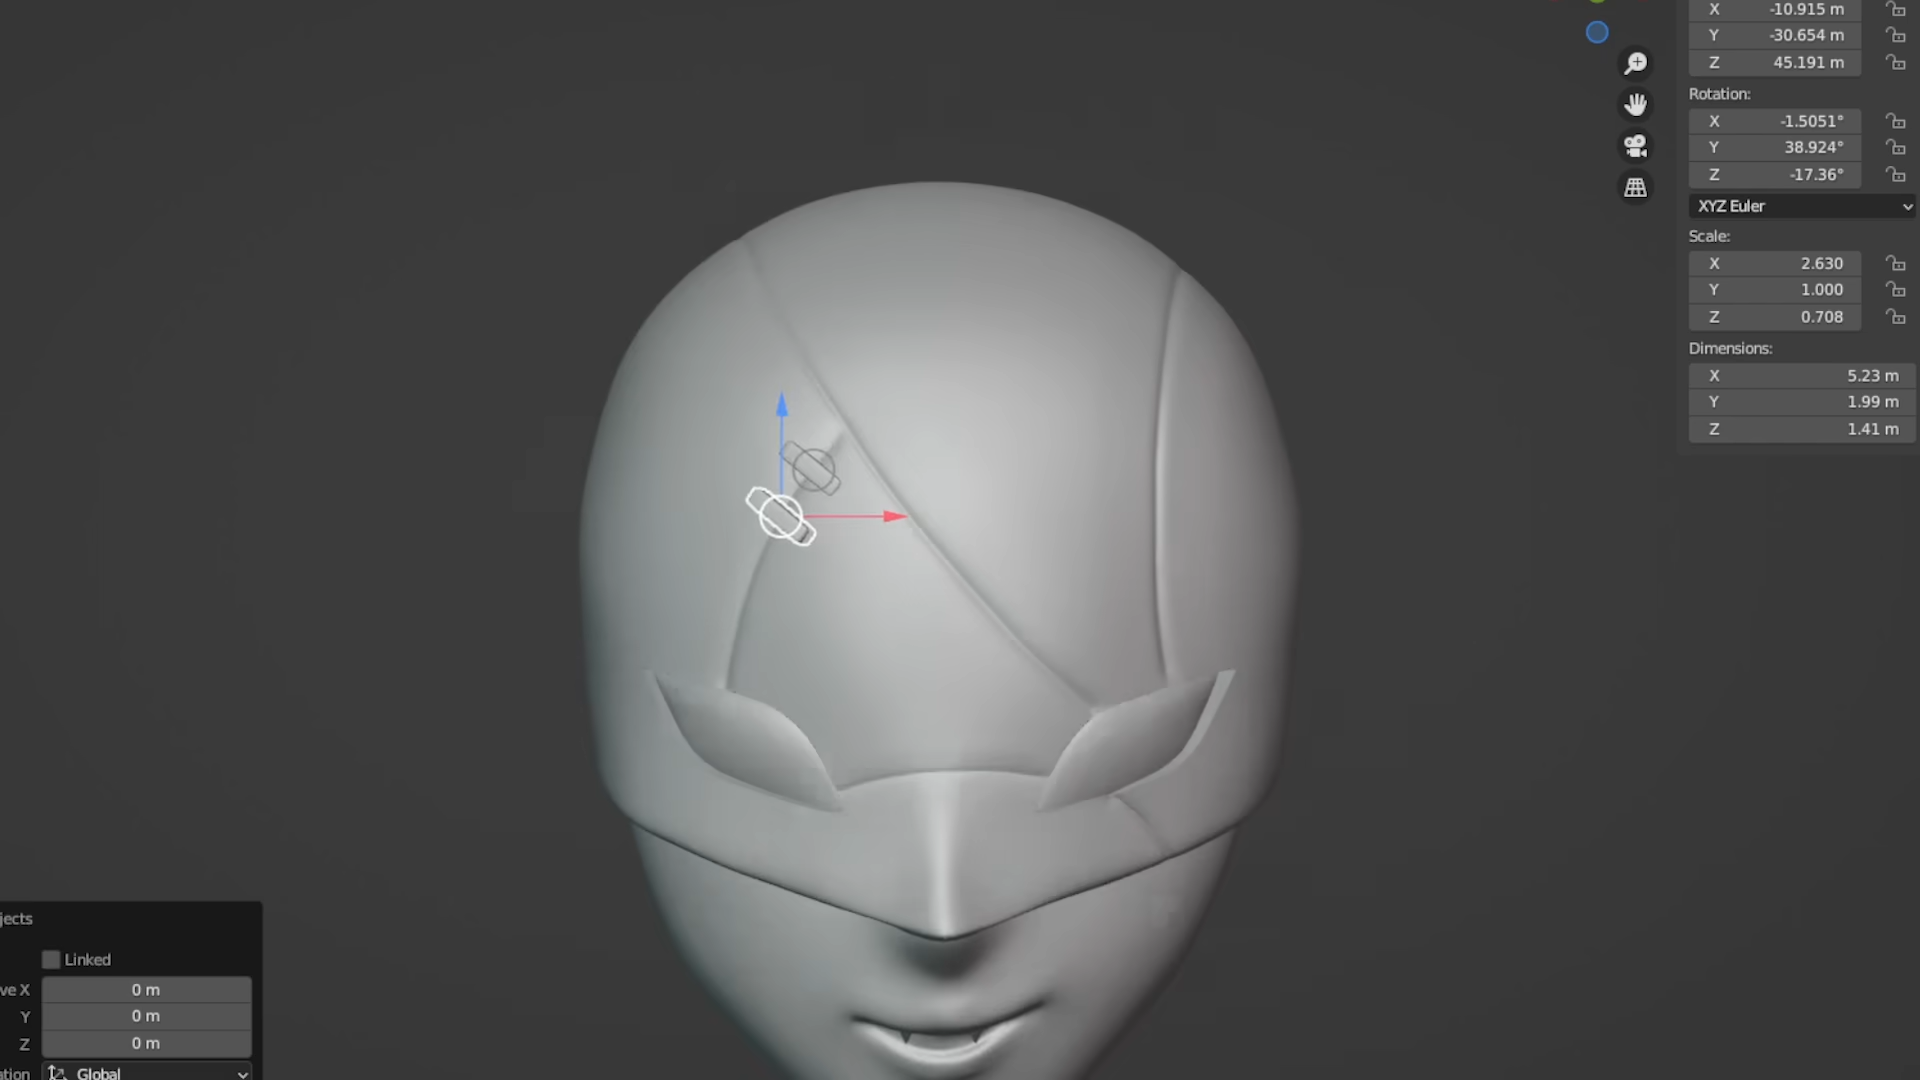 X -10.915 m
Y -30.654 m
Z 45.191 m
Rotation:
X -1.5051°
Y 38.924°
Z -17.36°
XYZ Euler
Scale:
X 2.630
Y 1.000
Z 0.708
Dimensions:
X 5.23 m
Y 1.99 m
Z 1.41 m
jects
Linked
ve X 0 m
Y 0 m
Z 0 m
ation Global